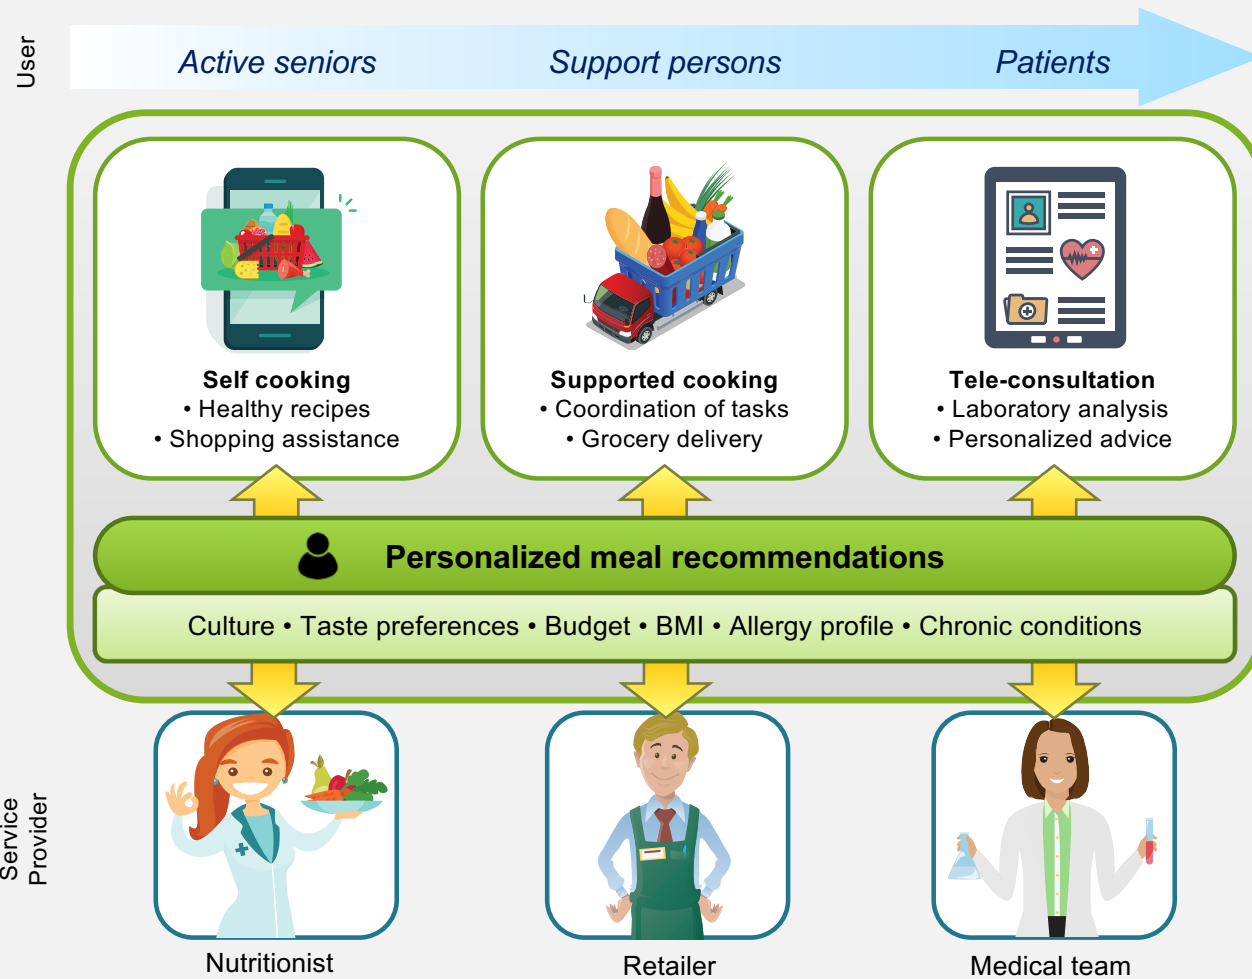 User
Active seniors
Support persons
Patients
Self cooking
• Healthy recipes
• Shopping assistance
Supported cooking
• Coordination of tasks
• Grocery delivery
Tele-consultation
• Laboratory analysis
• Personalized advice
Personalized meal recommendations
Culture • Taste preferences • Budget • BMI • Allergy profile • Chronic conditions
Service
Provider
Nutritionist
Retailer
Medical team